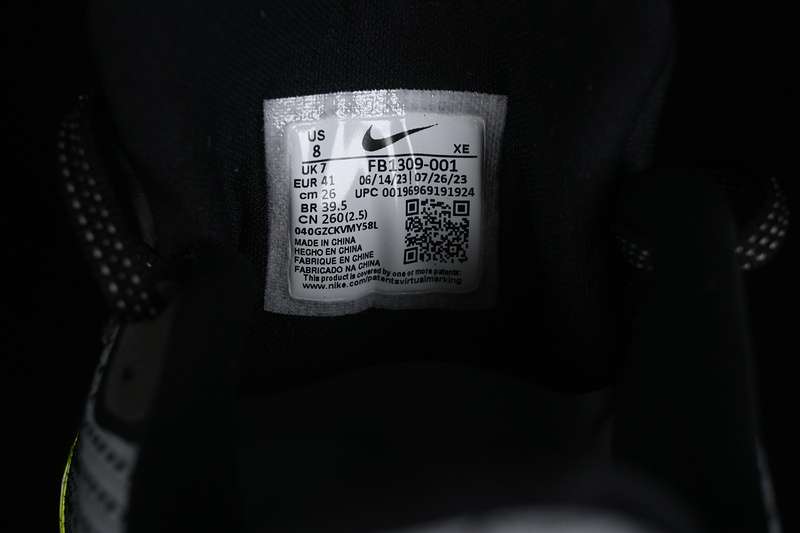 US
8
XE
UK 7 FB1309-001
EUR 41 06/14/23 07/26/23
cm 26 UPC 00196969191924
BR 39.5
CN 260(2.5)
040GZCKVMY58L
MADE IN CHINA
HECHO EN CHINA
FABRIQUE EN CHINE
FABRICADO NA CHINA
This product is covered by one or more patents:
www.nike.com/patentsvirtualmarking